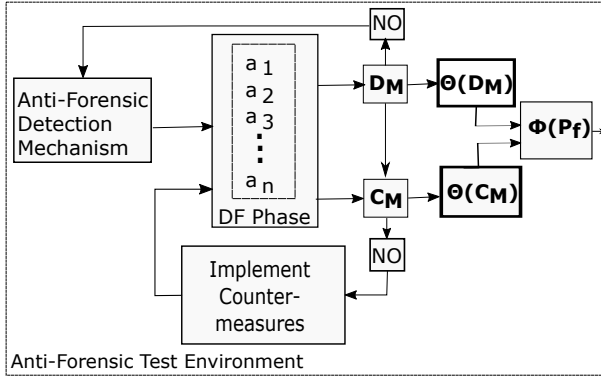 NO
Anti-Forensic
Detection
Mechanism
a 1
a 2
a 3
⋮
a n
DF Phase
DM
Θ(DM)
Φ(Pf)
CM
Θ(CM)
NO
Implement
Counter-
measures
Anti-Forensic Test Environment